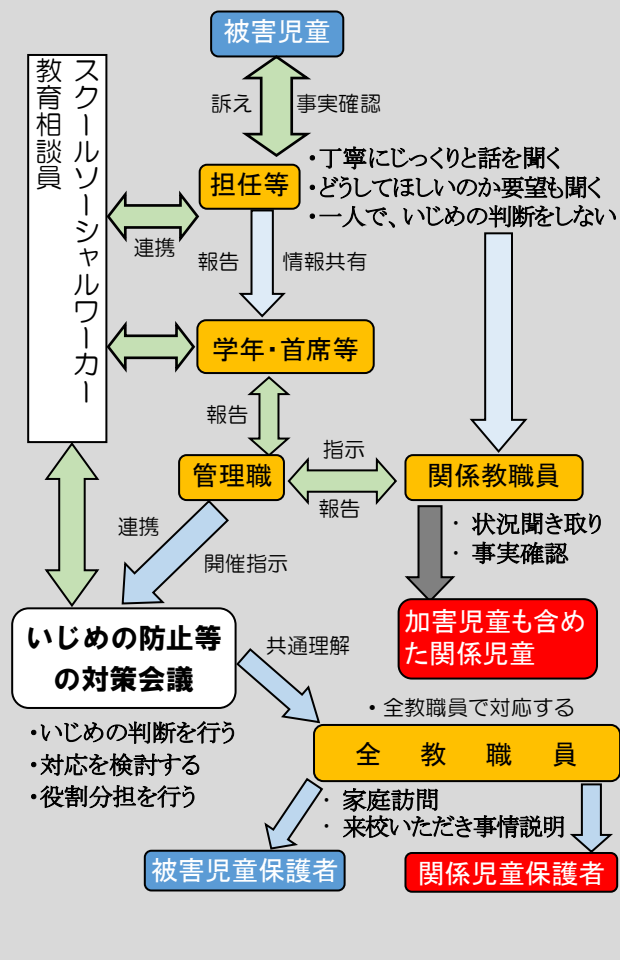 被害児童
訴え
事実確認
スクールソーシャルワーカー
教育相談員
担任等
・丁寧にじっくりと話を聞く
・どうしてほしいのか要望も聞く
・一人で、いじめの判断をしない
連携
報告
情報共有
学年・首席等
報告
管理職
指示
報告
関係教職員
・状況聞き取り
・事実確認
連携
開催指示
加害児童も含め
た関係児童
いじめの防止等
の対策会議
共通理解
・いじめの判断を行う
・対応を検討する
・役割分担を行う
・全教職員で対応する
全教職員
・家庭訪問
・来校いただき事情説明
被害児童保護者
関係児童保護者